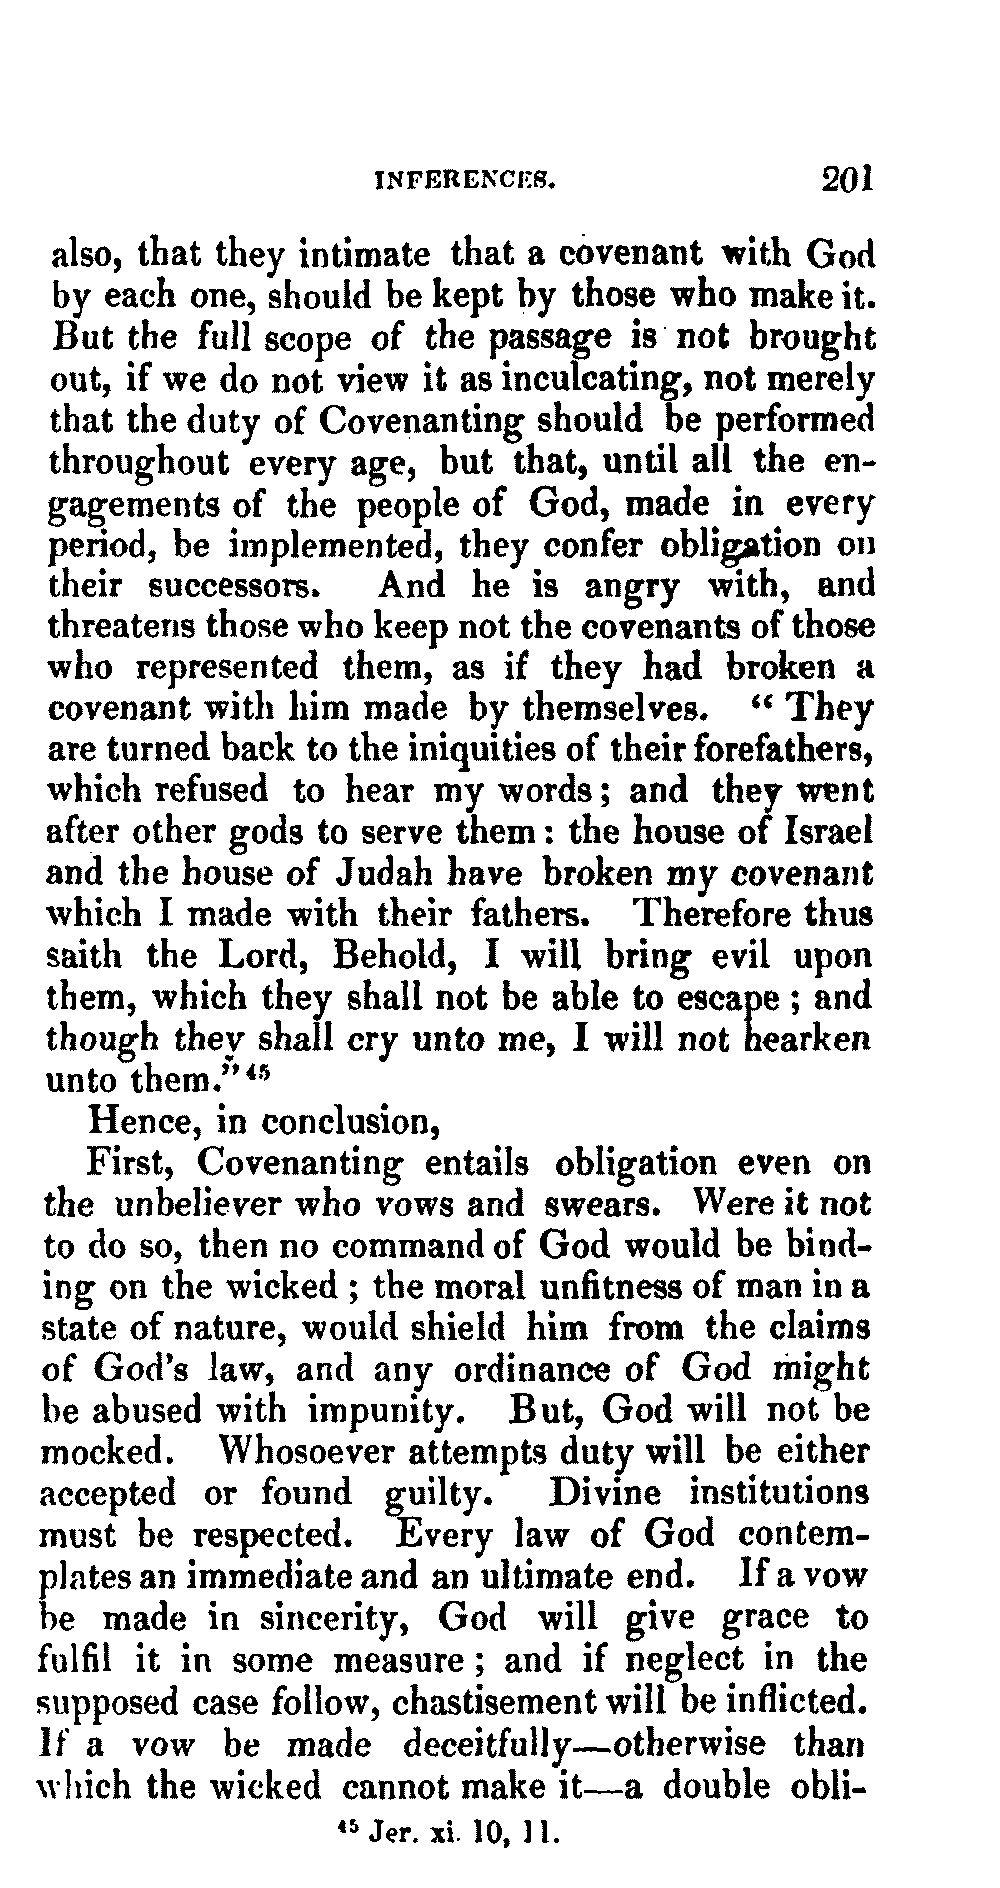 INFERENCES. 201
also, that they intimate that a covenant with God
by each one, should be kept by those who make it.
But the full scope of the passage is not brought
out, if we do not view it as inculcating, not merely
that the duty of Covenanting should be performed
throughout every age, but that, until all the en-
gagements of the people of God, made in every
period, be implemented, they confer obligation on
their successors. And he is angry with, and
threatens those who keep not the covenants of those
who represented them, as if they had broken a
covenant with him made by themselves. “ They
are turned back to the iniquities of their forefathers,
which refused to hear my words ; and they went
after other gods to serve them : the house of Israel
and the house of Judah have broken my covenant
which I made with their fathers. Therefore thus
saith the Lord, Behold, I will bring evil upon
them, which they shall not be able to escape ; and
though they shall cry unto me, I will not hearken
unto them.”⁴⁵
Hence, in conclusion,
First, Covenanting entails obligation even on
the unbeliever who vows and swears. Were it not
to do so, then no command of God would be bind-
ing on the wicked ; the moral unfitness of man in a
state of nature, would shield him from the claims
of God's law, and any ordinance of God might
be abused with impunity. But, God will not be
mocked. Whosoever attempts duty will be either
accepted or found guilty. Divine institutions
must be respected. Every law of God contem-
plates an immediate and an ultimate end. If a vow
be made in sincerity, God will give grace to
fulfil it in some measure ; and if neglect in the
supposed case follow, chastisement will be inflicted.
If a vow be made deceitfully—otherwise than
which the wicked cannot make it—a double obli-
⁴⁵ Jer. xi. 10, 11.